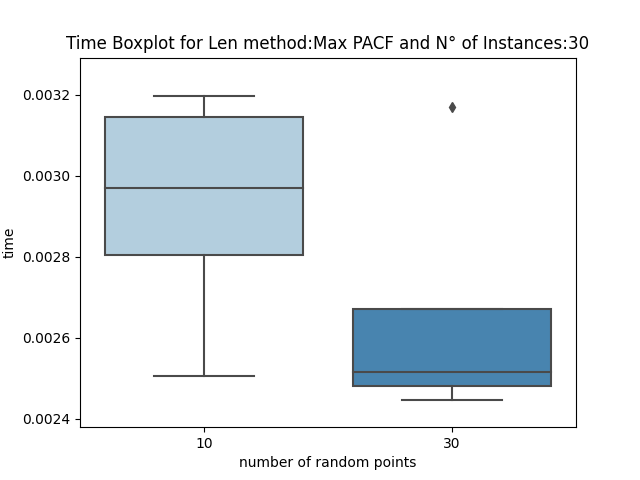 Time Boxplot for Len method:Max PACF and N° of Instances:30
0.0032
0.0030
0.0028
0.0026
0.0024
time
10 30
number of random points